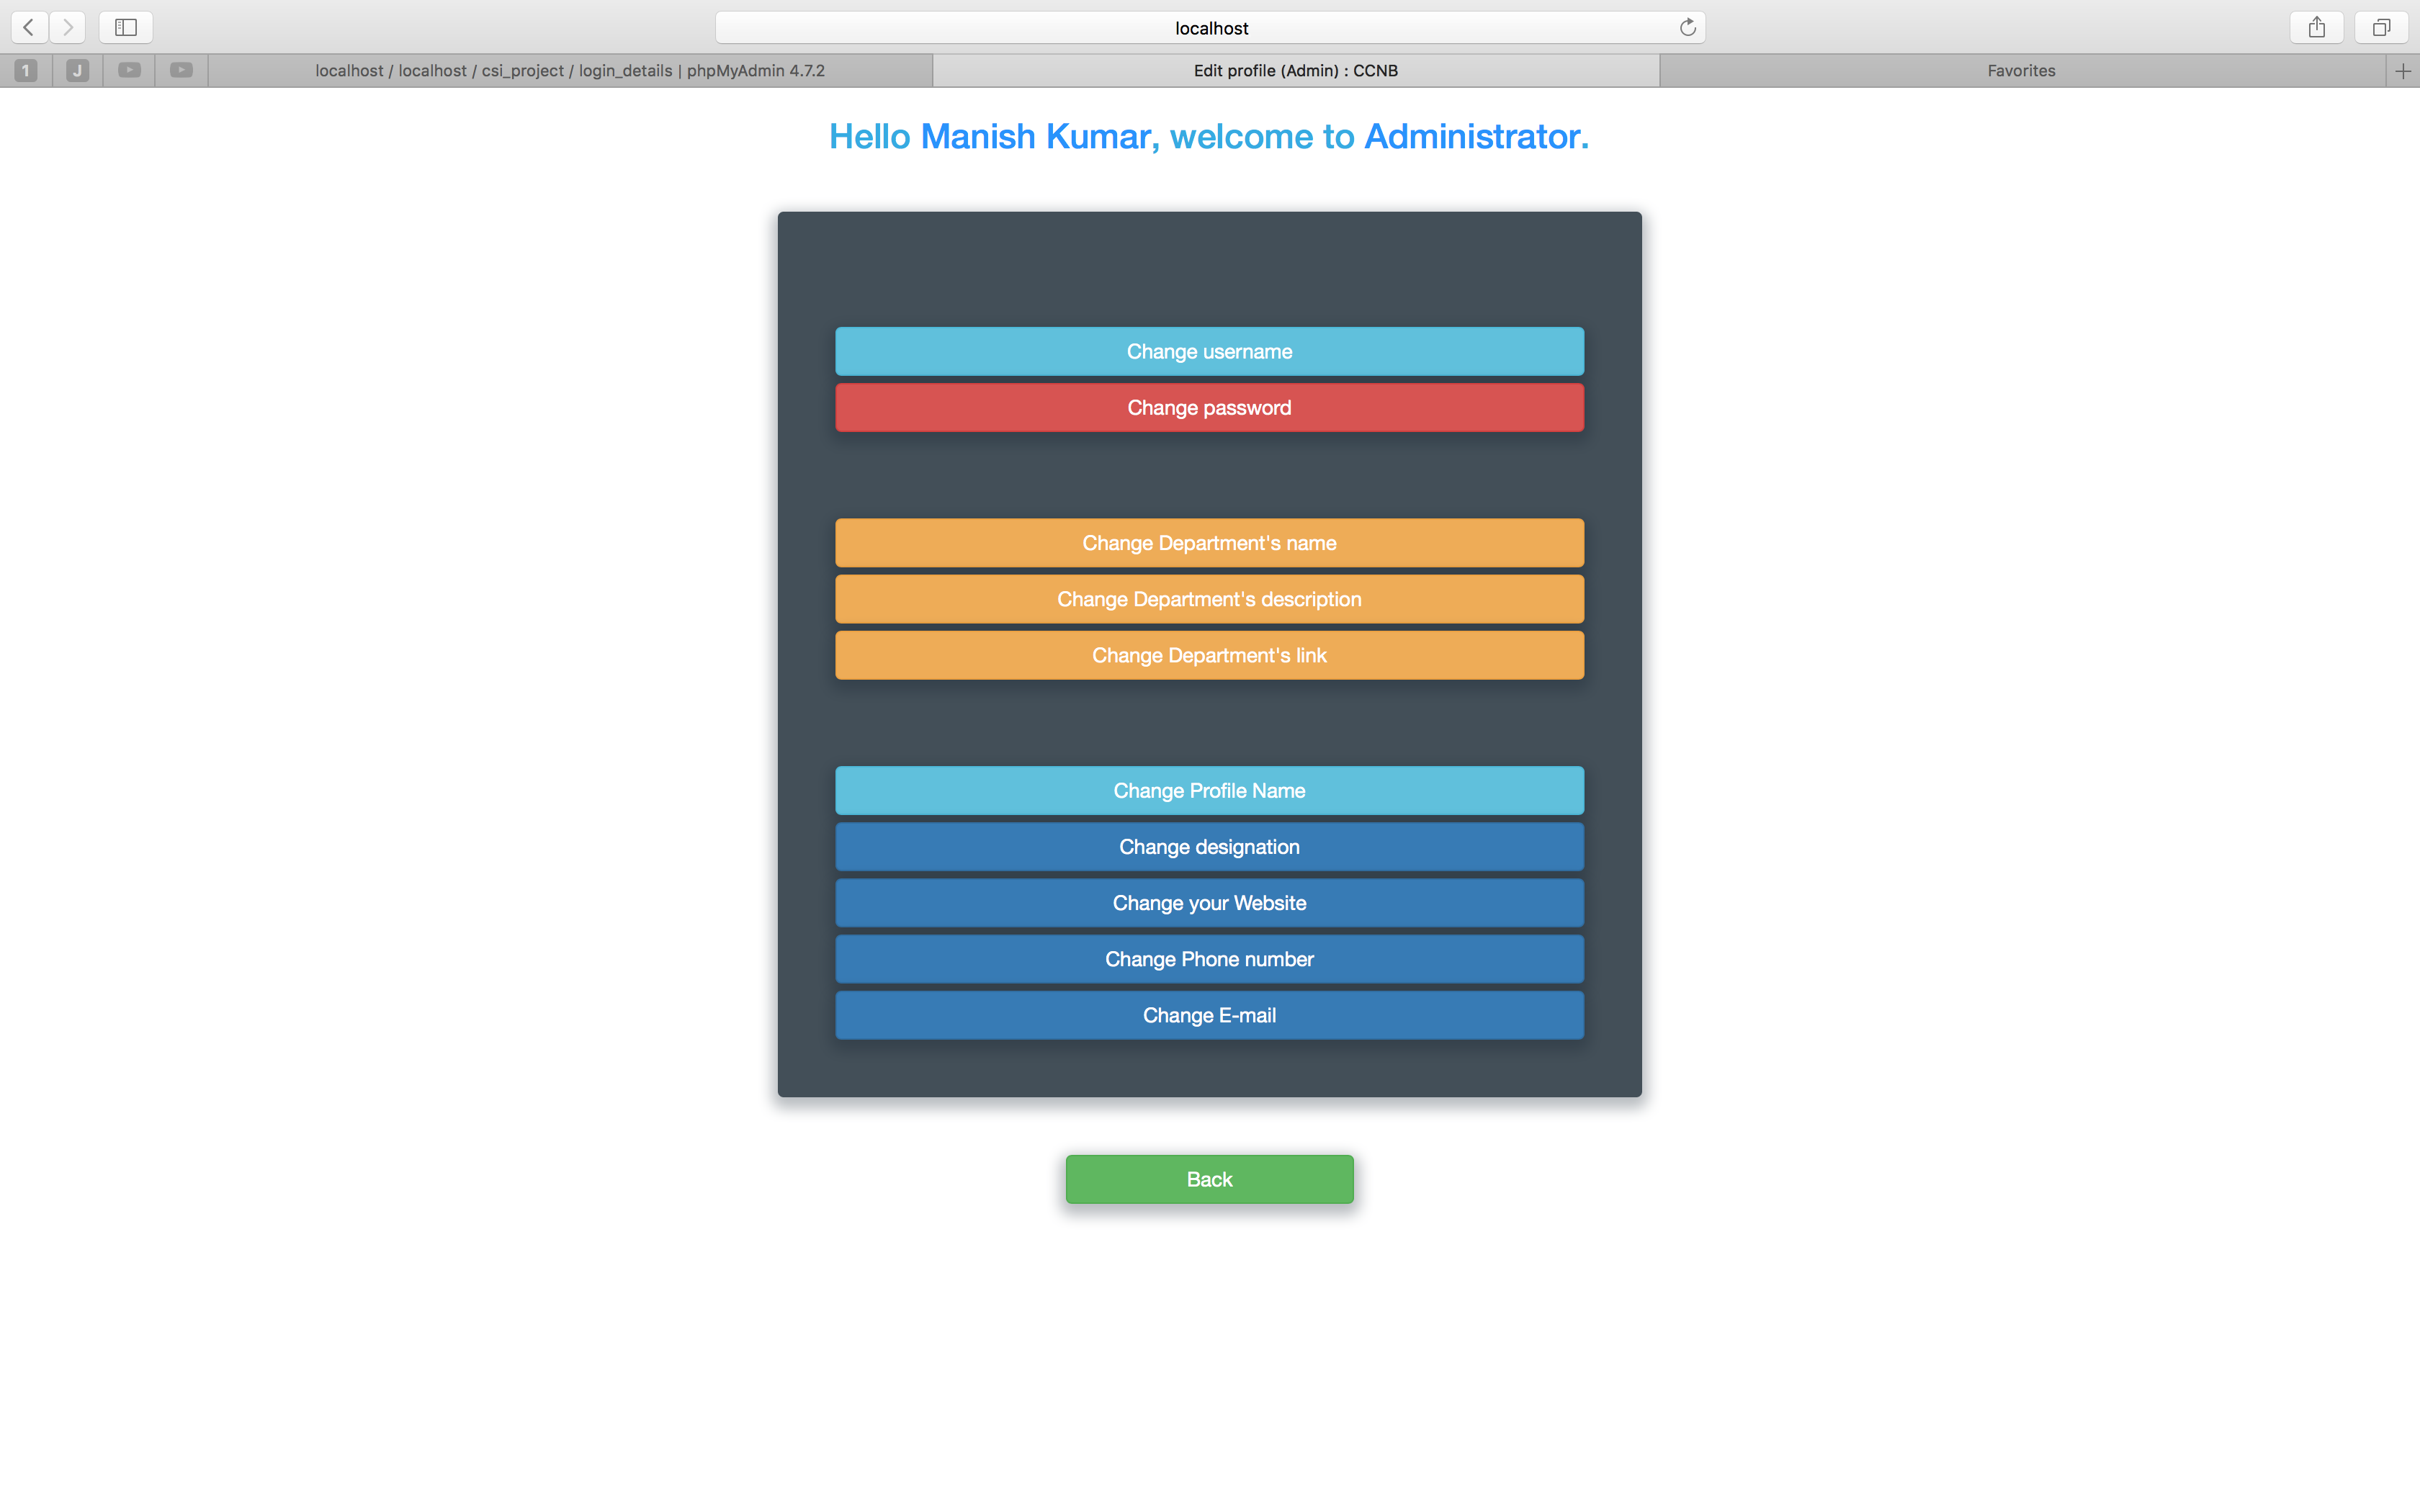 localhost
1
J
localhost / localhost / csi_project / login_details | phpMyAdmin 4.7.2
Edit profile (Admin) : CCNB
Favorites
Hello Manish Kumar, welcome to Administrator.
Change username
Change password
Change Department's name
Change Department's description
Change Department's link
Change Profile Name
Change designation
Change your Website
Change Phone number
Change E-mail
Back